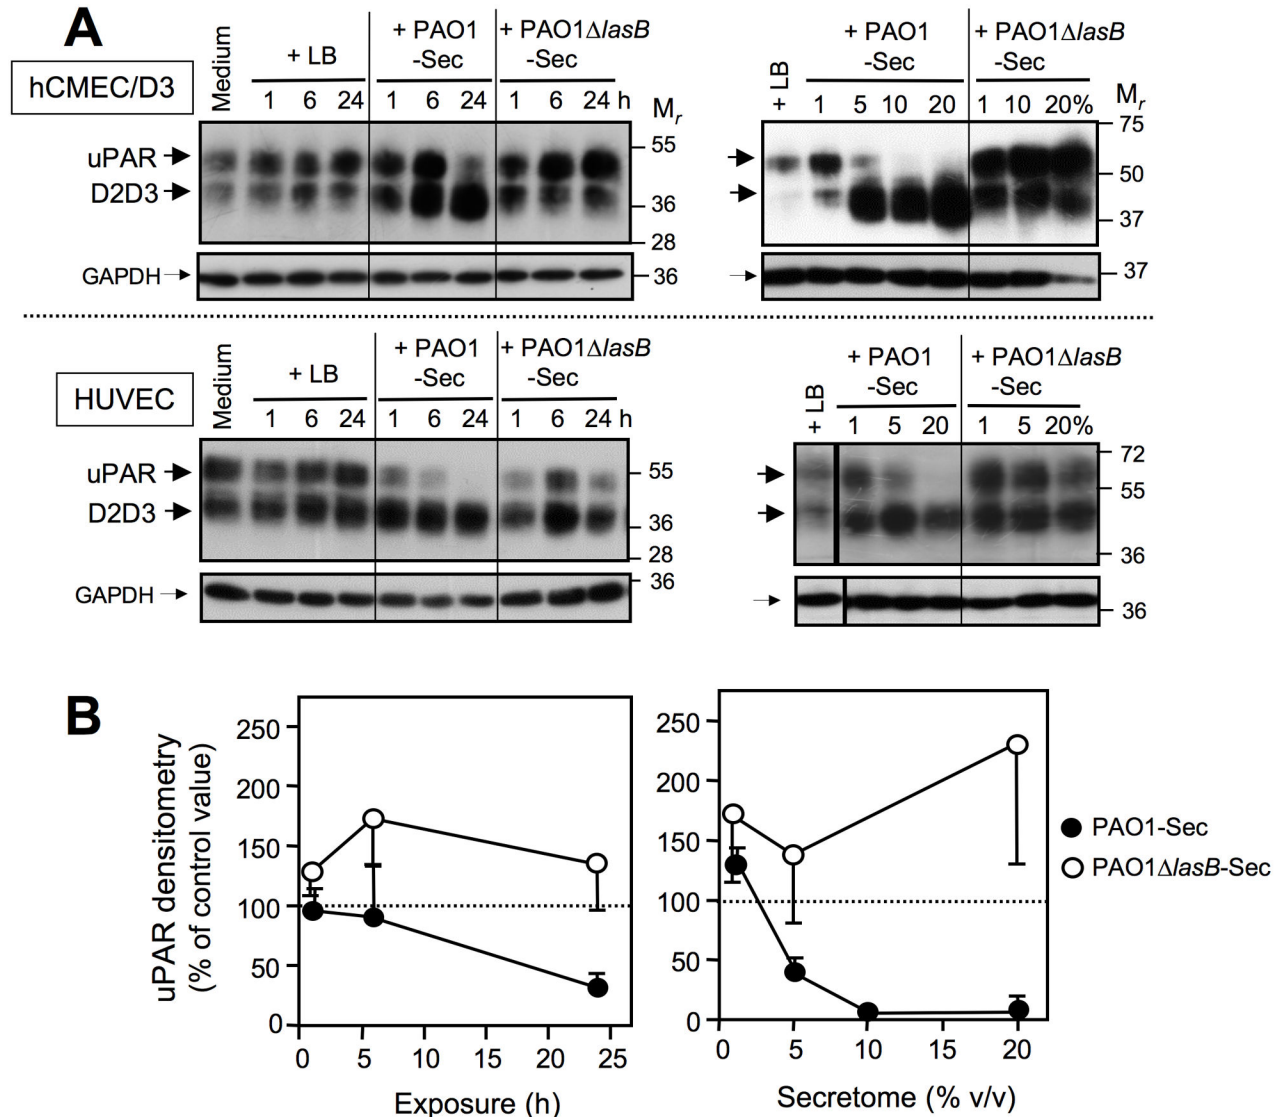 A
hCMEC/D3
Medium
+ LB
+ PAO1
-Sec
+ PAO1ΔlasB
-Sec
1 6 24 1 6 24 1 6 24 h
Mr
uPAR
D2D3
55
36
28
GAPDH
36
+ LB
+ PAO1
-Sec
+ PAO1ΔlasB
-Sec
1 5 10 20 1 10 20%
Mr
75
50
37
37
HUVEC
Medium
+ LB
+ PAO1
-Sec
+ PAO1ΔlasB
-Sec
1 6 24 1 6 24 1 6 24 h
uPAR
D2D3
55
36
28
GAPDH
36
+ LB
+ PAO1
-Sec
+ PAO1ΔlasB
-Sec
1 5 20 1 5 20%
72
55
36
36
B
uPAR densitometry
(% of control value)
250
200
150
100
50
0
0 5 10 15 20 25
Exposure (h)
250
200
150
100
50
0
0 5 10 15 20
Secretome (% v/v)
PAO1-Sec
PAO1ΔlasB-Sec